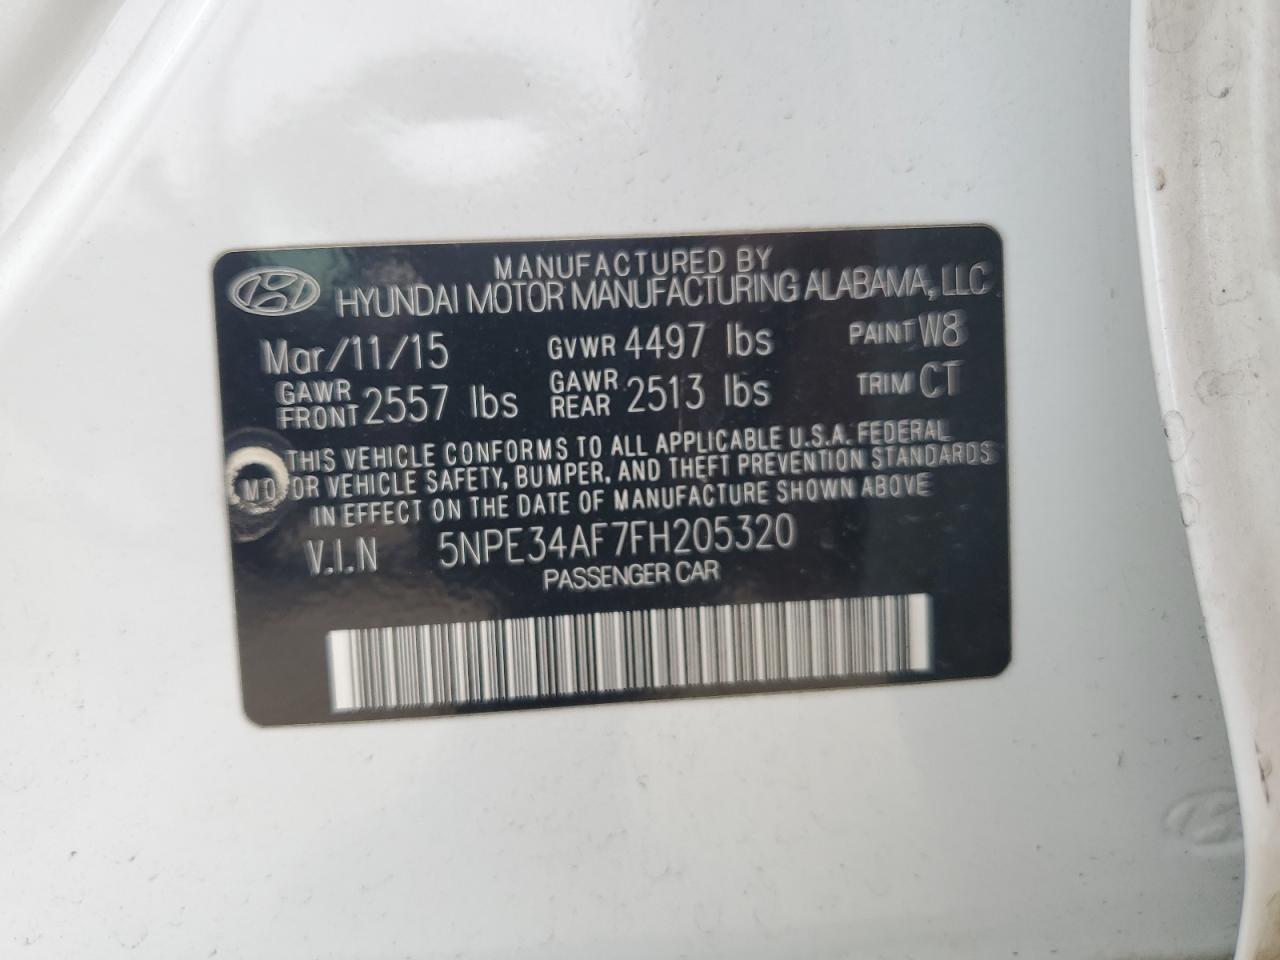 MANUFACTURED BY
HYUNDAI MOTOR MANUFACTURING ALABAMA, LLC
Mar/11/15 GVWR 4497 lbs PAINT W8
GAWR FRONT 2557 lbs GAWR REAR 2513 lbs TRIM CT
THIS VEHICLE CONFORMS TO ALL APPLICABLE U.S.A. FEDERAL
MOTOR VEHICLE SAFETY, BUMPER, AND THEFT PREVENTION STANDARDS
IN EFFECT ON THE DATE OF MANUFACTURE SHOWN ABOVE
V.I.N 5NPE34AF7FH205320
PASSENGER CAR